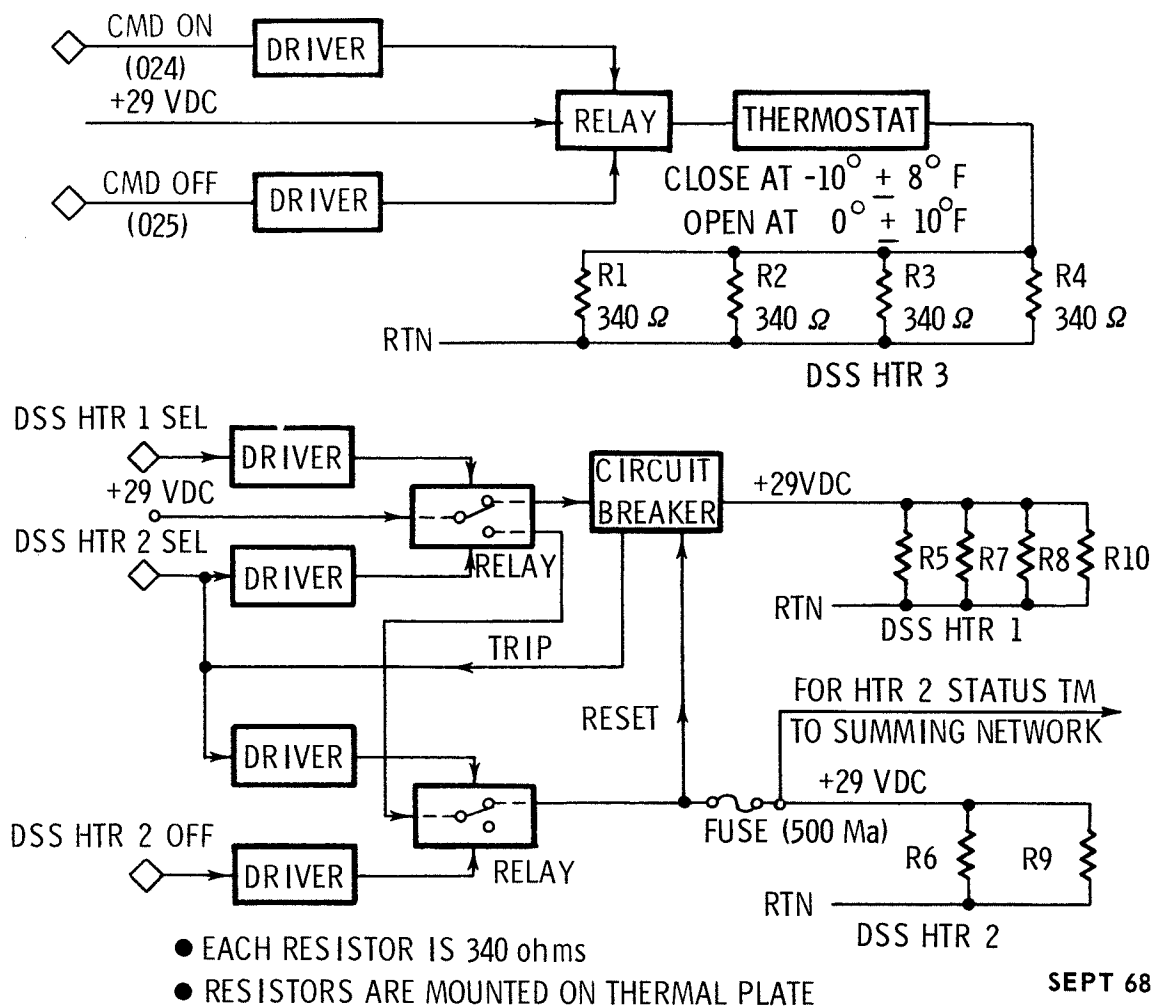 CMD ON
(024)
DRIVER
+29 VDC
RELAY
THERMOSTAT
CMD OFF
(025)
DRIVER
CLOSE AT -10° ± 8° F
OPEN AT 0° ± 10°F
R1
340 Ω
R2
340 Ω
R3
340 Ω
R4
340 Ω
RTN
DSS HTR 3
DSS HTR 1 SEL
DRIVER
+29 VDC
DSS HTR 2 SEL
DRIVER
RELAY
CIRCUIT
BREAKER
+29VDC
R5
R7
R8
R10
RTN
DSS HTR 1
TRIP
RESET
FOR HTR 2 STATUS TM
TO SUMMING NETWORK
DRIVER
+29 VDC
FUSE (500 Ma)
DSS HTR 2 OFF
DRIVER
RELAY
R6
R9
RTN
DSS HTR 2
● EACH RESISTOR IS 340 ohms
● RESISTORS ARE MOUNTED ON THERMAL PLATE
SEPT 68